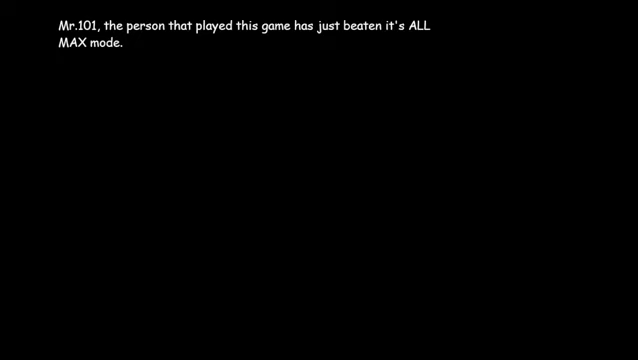 Mr.101, the person that played this game has just beaten it's ALL
MAX mode.